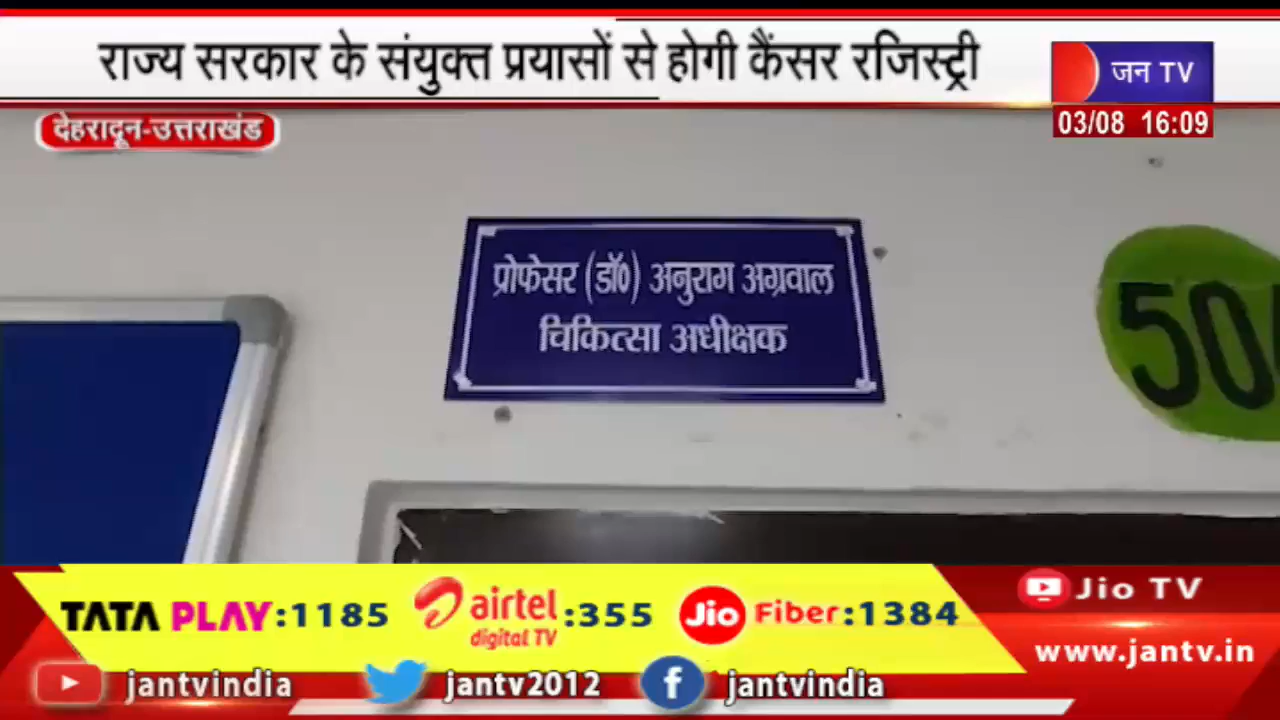 राज्य सरकार के संयुक्त प्रयासों से होगी कैंसर रजिस्ट्री
जन TV
03/08 16:09
देहरादून-उत्तराखंड
प्रोफेसर (डॉ0) अनुराग अग्रवाल
चिकित्सा अधीक्षक
TATA PLAY:1185
airtel digital TV:355
Jio Fiber:1384
Jio TV
www.jantv.in
jantvindia
jantv2012
jantvindia